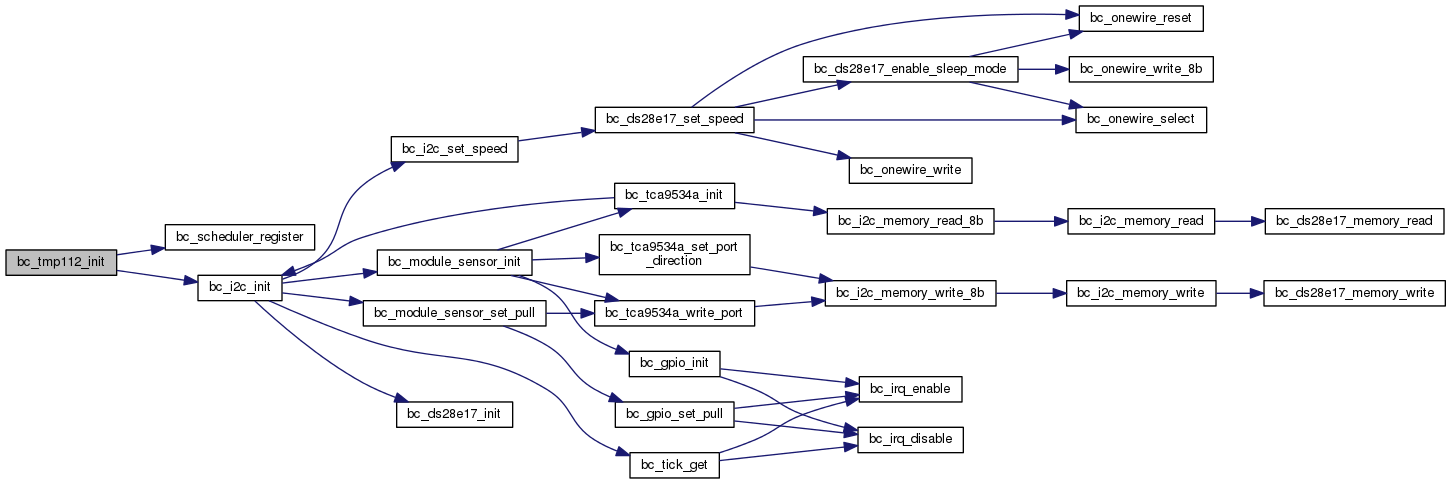 bc_tmp112_init
bc_scheduler_register
bc_i2c_init
bc_i2c_set_speed
bc_module_sensor_init
bc_module_sensor_set_pull
bc_ds28e17_init
bc_ds28e17_set_speed
bc_tca9534a_init
bc_tca9534a_set_port
_direction
bc_tca9534a_write_port
bc_gpio_init
bc_gpio_set_pull
bc_tick_get
bc_ds28e17_enable_sleep_mode
bc_onewire_write
bc_i2c_memory_read_8b
bc_i2c_memory_write_8b
bc_irq_enable
bc_irq_disable
bc_onewire_reset
bc_onewire_write_8b
bc_onewire_select
bc_i2c_memory_read
bc_i2c_memory_write
bc_ds28e17_memory_read
bc_ds28e17_memory_write